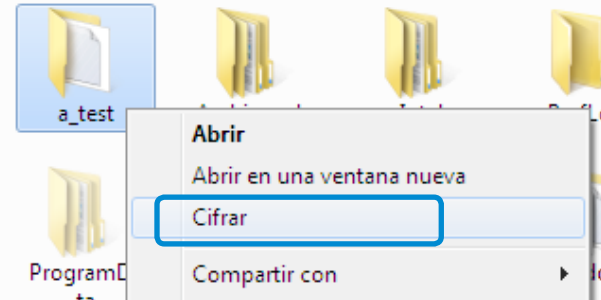 a_test
Abrir
Abrir en una ventana nueva
Cifrar
ProgramD
ta
Compartir con